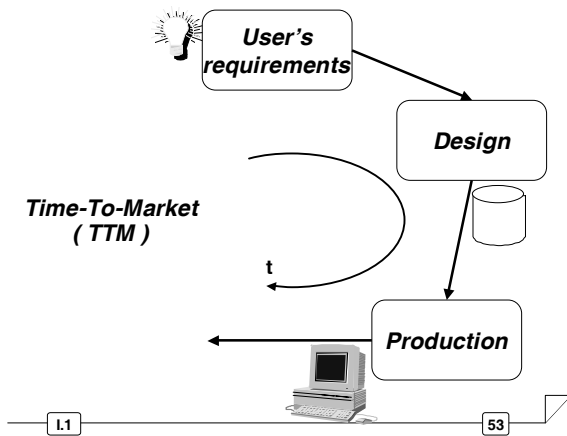 User's
requirements
Design
Time-To-Market
( TTM )
t
Production
I.1
53